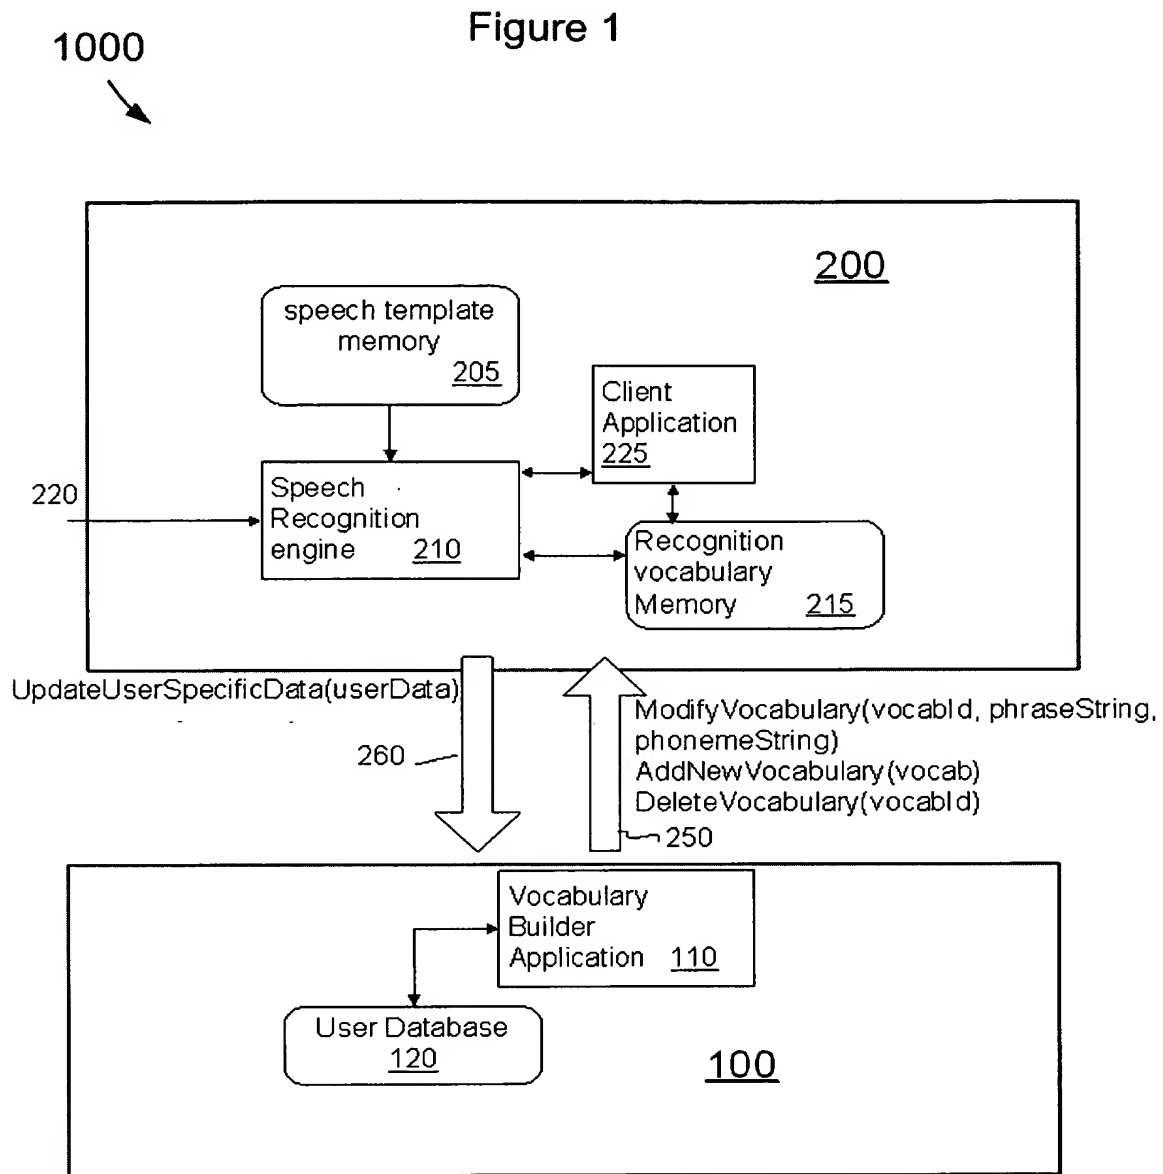 Figure 1
1000
200
speech template
memory
205
Client
Application
225
220
Speech
Recognition
engine 210
Recognition
vocabulary
Memory 215
UpdateUserSpecificData(userData)
260
ModifyVocabulary(vocabId, phraseString,
phonemeString)
AddNewVocabulary(vocab)
DeleteVocabulary(vocabId)
250
Vocabulary
Builder
Application 110
User Database
120
100